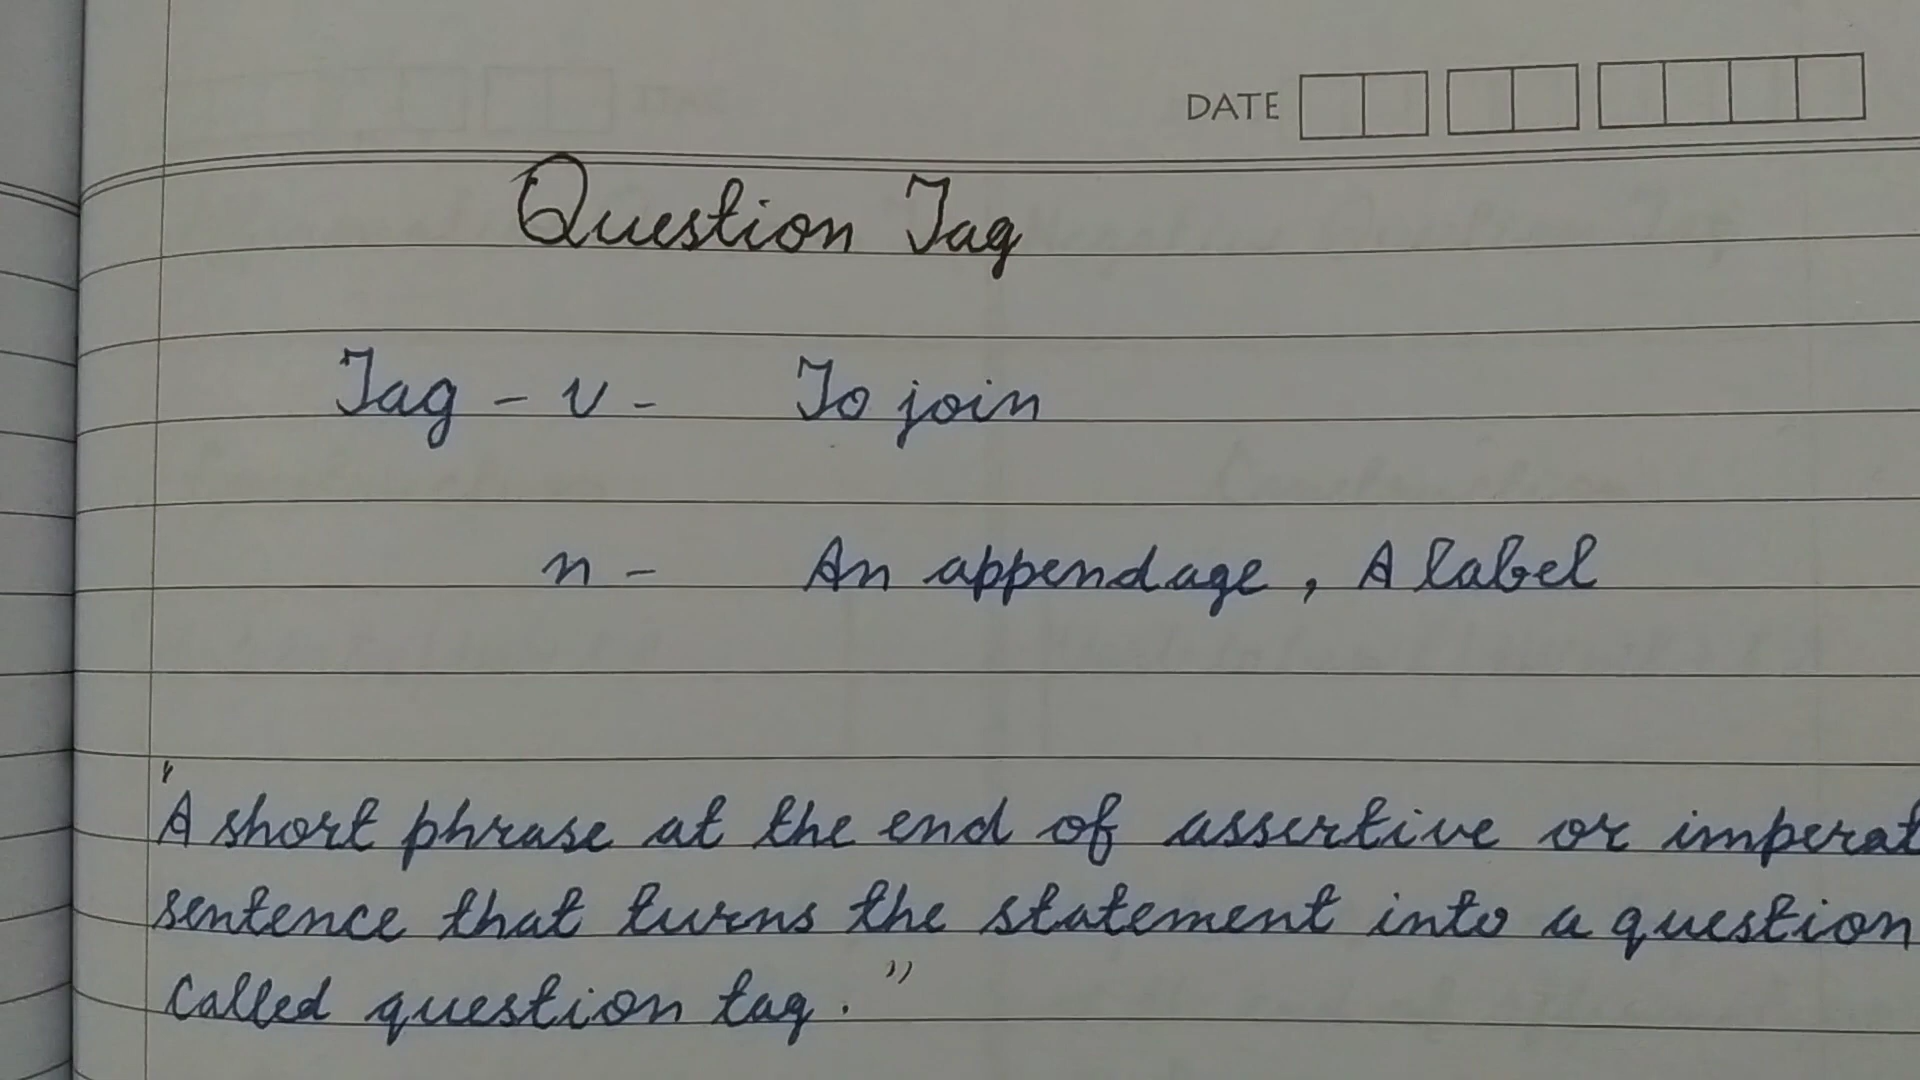 DATE
Question Tag
Tag - v - To join
n - An appendage, A label
"A short phrase at the end of assertive or imperat
sentence that turns the statement into a question
called question tag."